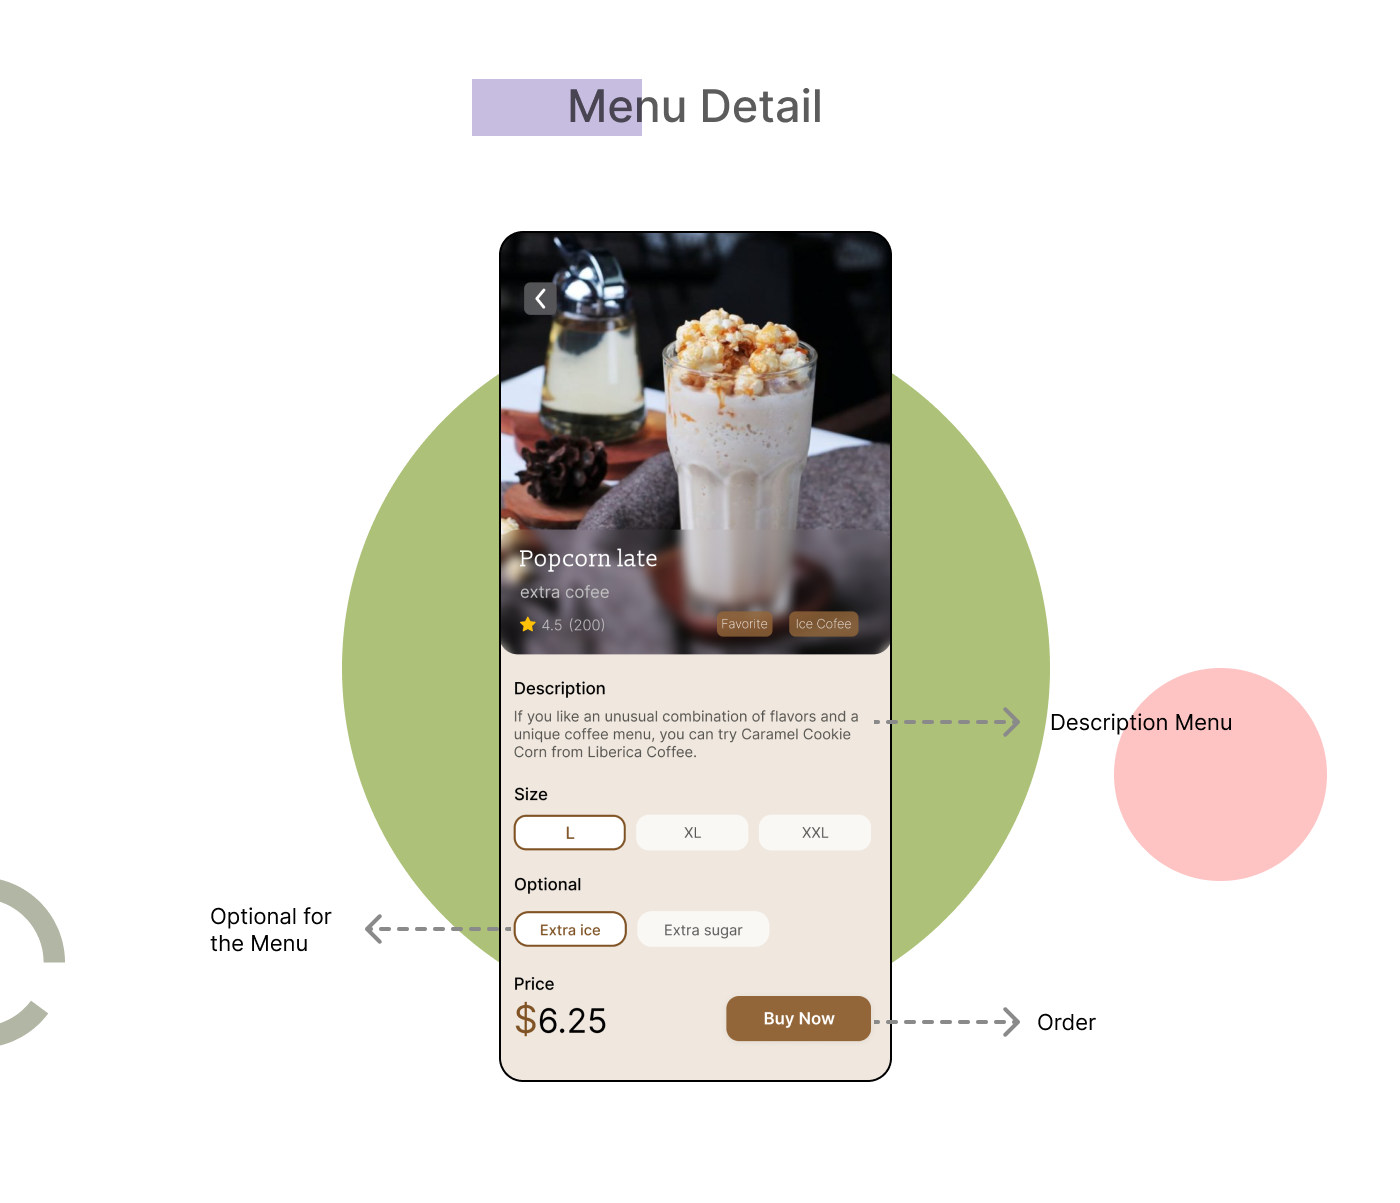 Menu Detail
Popcorn late
extra cofee
4.5 (200)
Favorite
Ice Cofee
Description
If you like an unusual combination of flavors and a
unique coffee menu, you can try Caramel Cookie
Corn from Liberica Coffee.
Description Menu
Size
L
XL
XXL
Optional
Optional for
the Menu
Extra ice
Extra sugar
Price
$6.25
Buy Now
Order